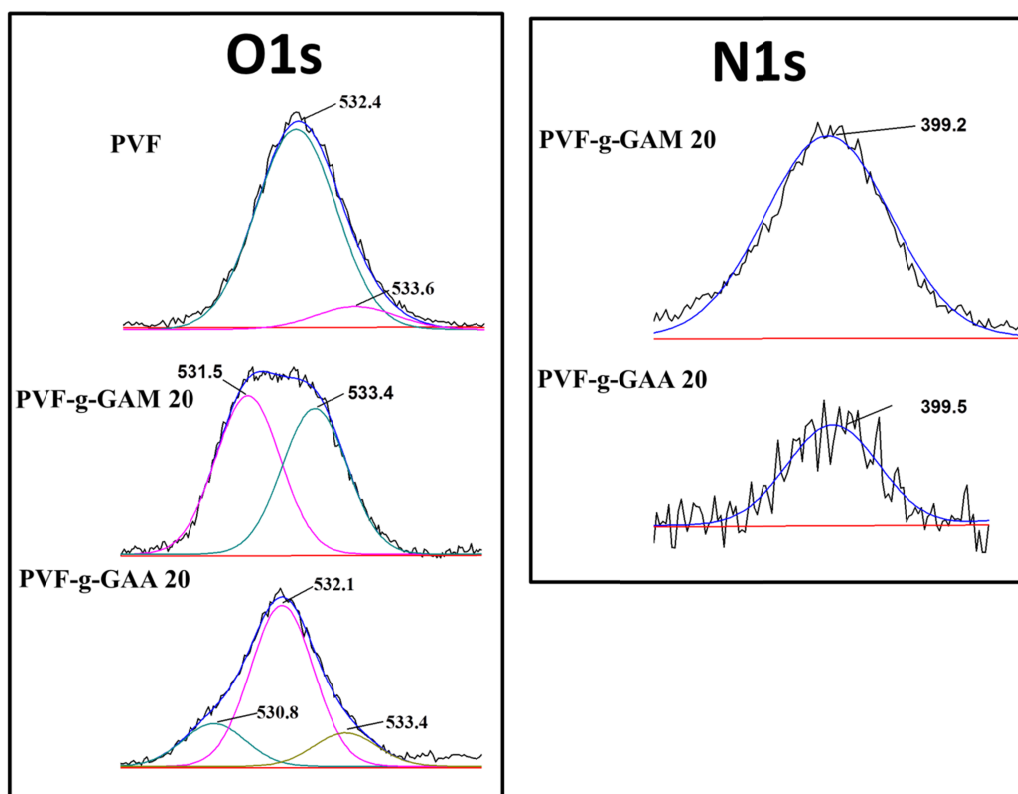 O1s
PVF
532.4
533.6
PVF-g-GAM 20
531.5
533.4
PVF-g-GAA 20
532.1
530.8
533.4
N1s
PVF-g-GAM 20
399.2
PVF-g-GAA 20
399.5